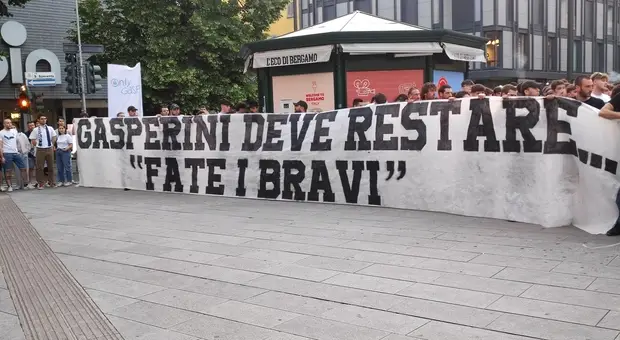 L'ECO DI BERGAMO
GASPERINI DEVE RESTARE...
"FATE I BRAVI"